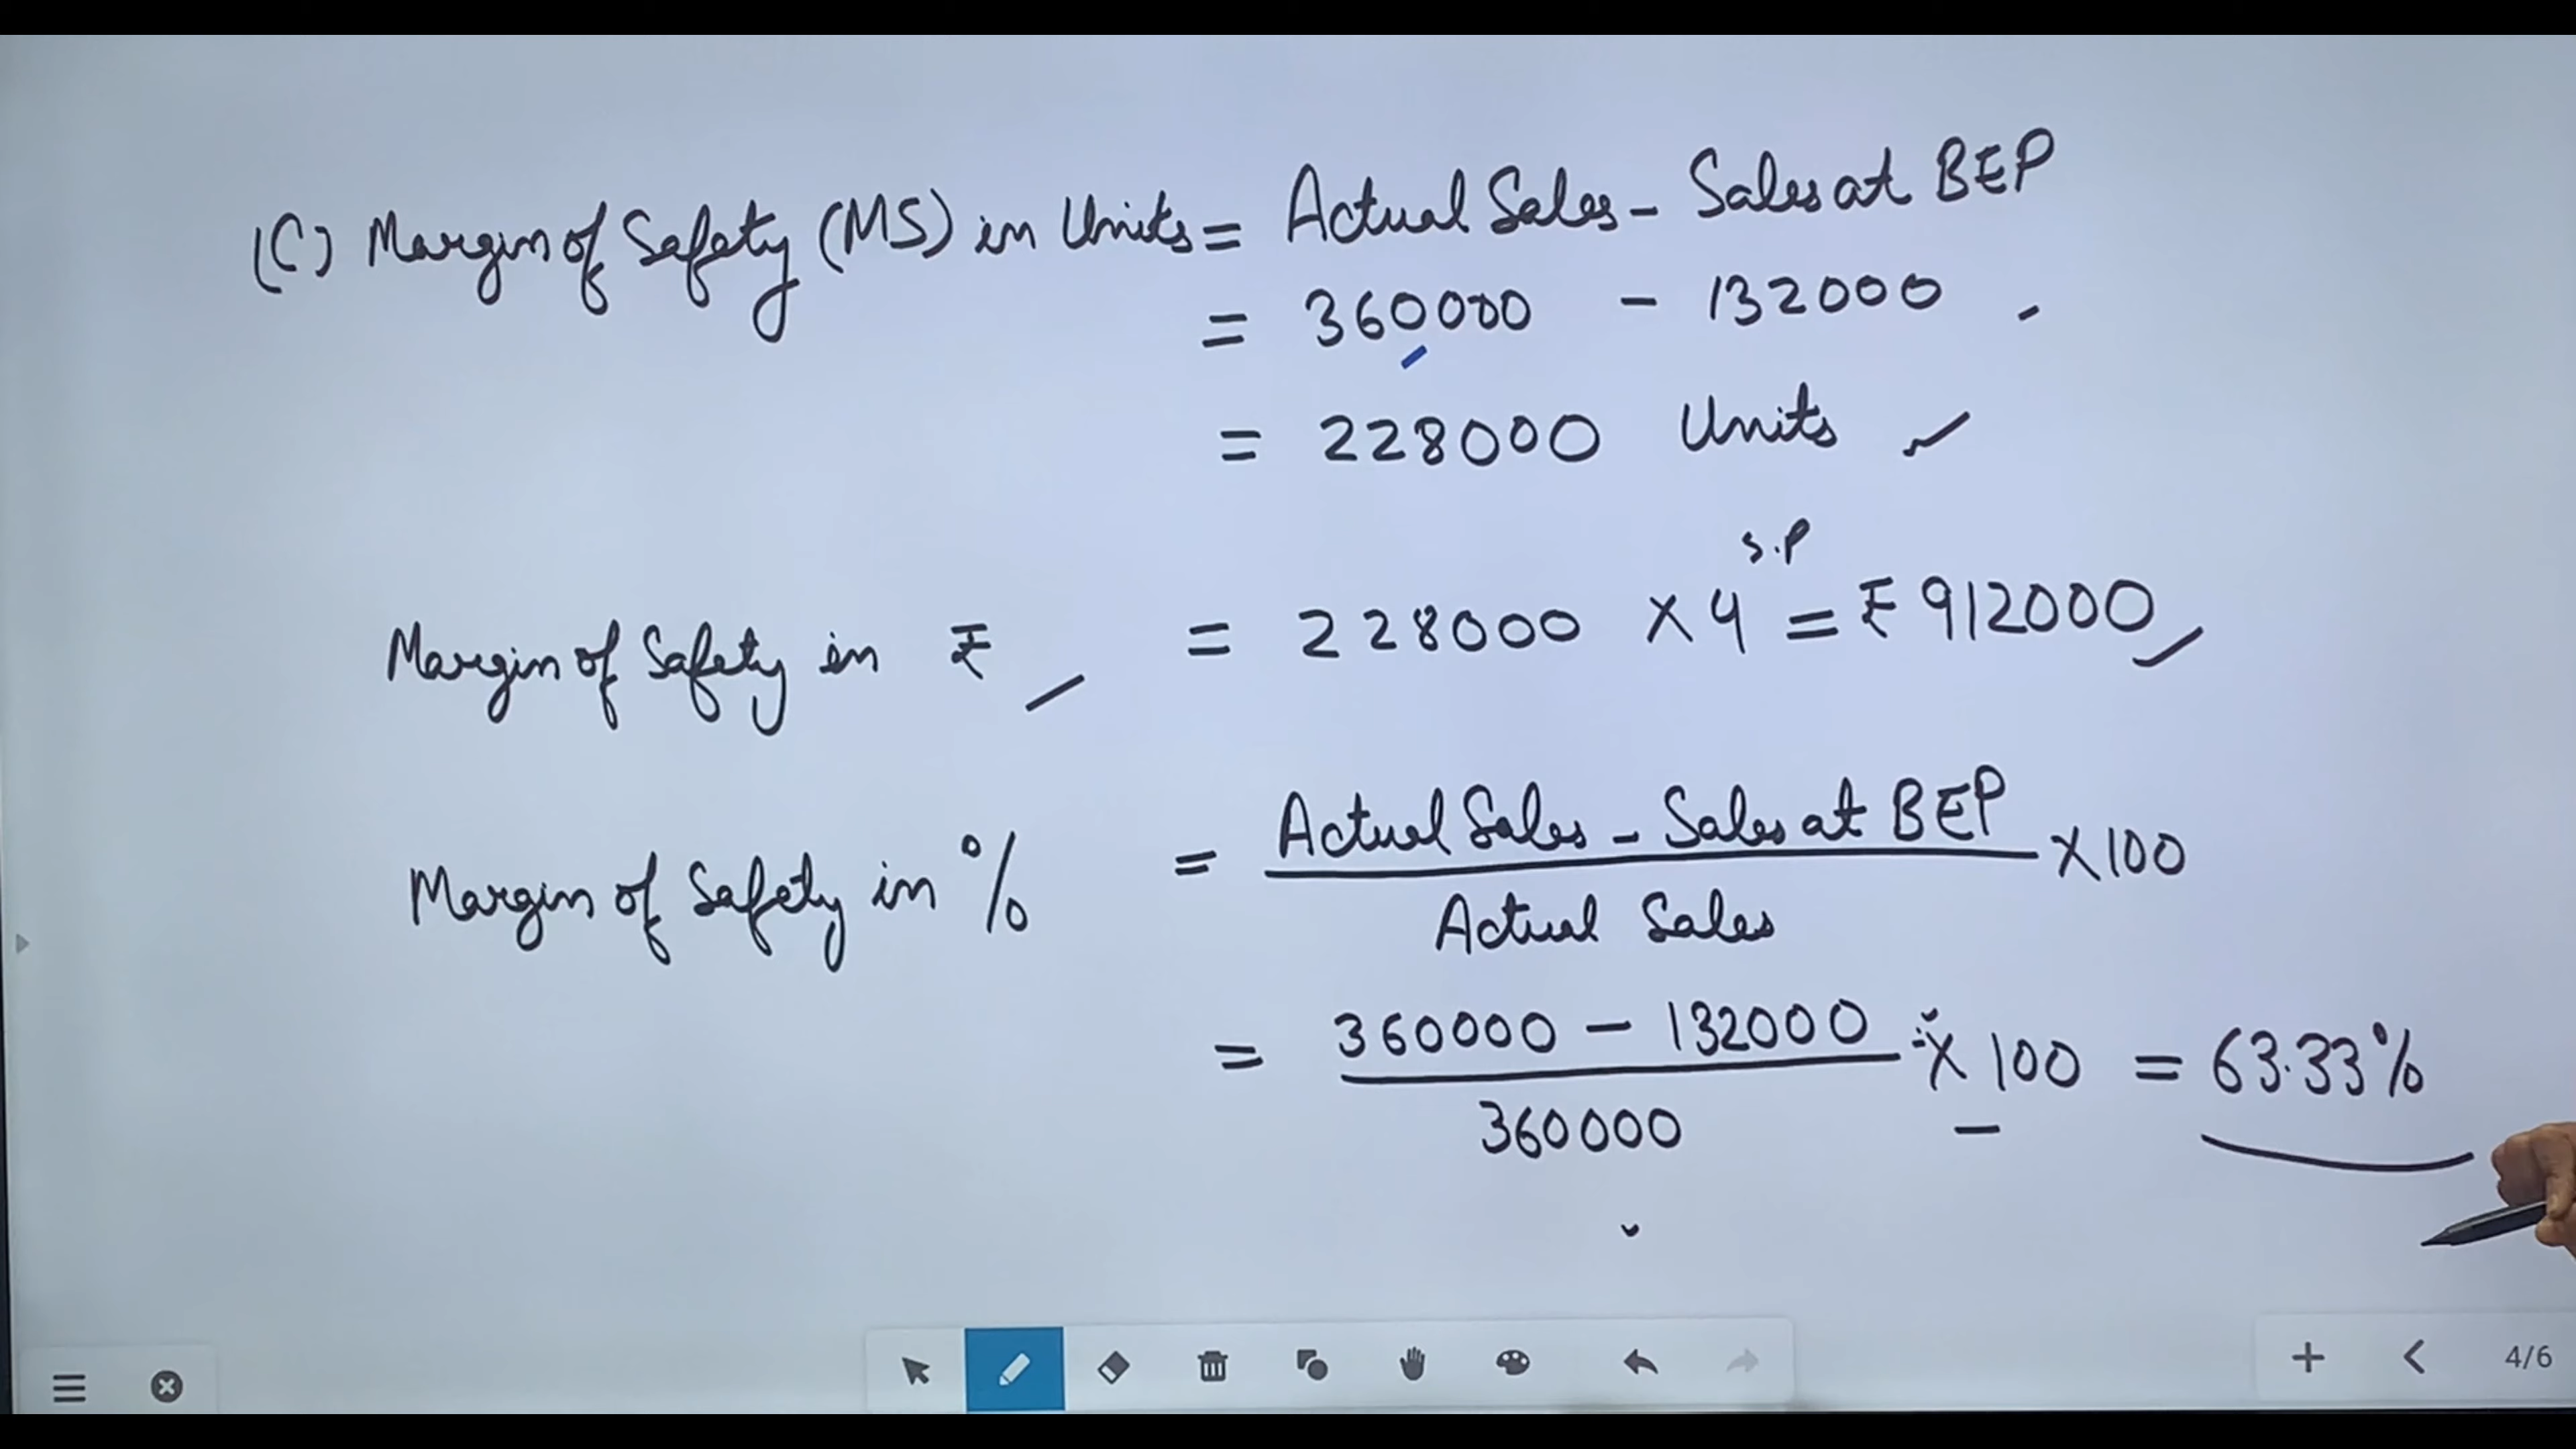 (C) Margin of Safety (MS) in Units = Actual Sales - Sales at BEP
= 360000 - 132000
= 228000 Units
S.P
Margin of Safety in ₹ = 228000 × 4 = ₹ 912000
Margin of Safety in % = Actual Sales - Sales at BEP × 100
Actual Sales
= 360000 - 132000 × 100 = 63.33%
360000
4/6